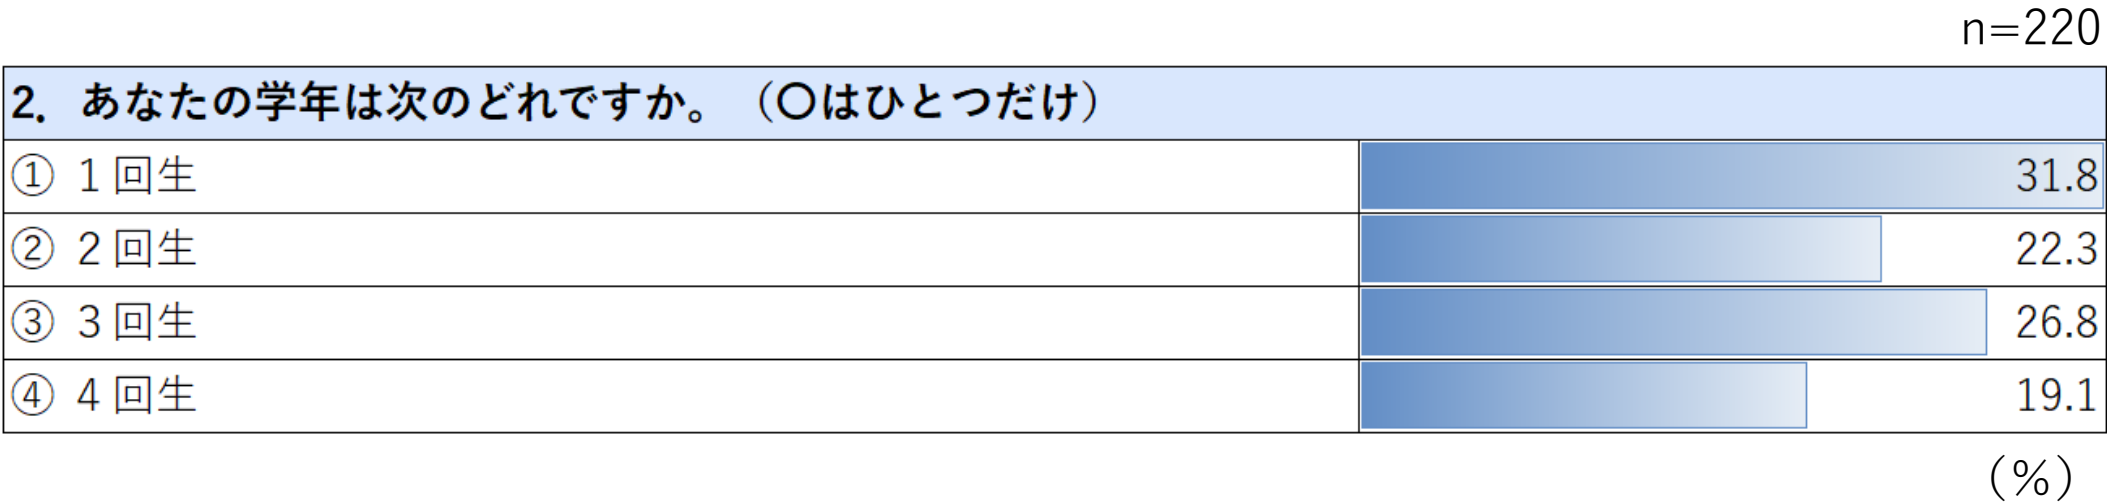 n=220
2．あなたの学年は次のどれですか。（〇はひとつだけ）
① 1回生 31.8
② 2回生 22.3
③ 3回生 26.8
④ 4回生 19.1
（%）